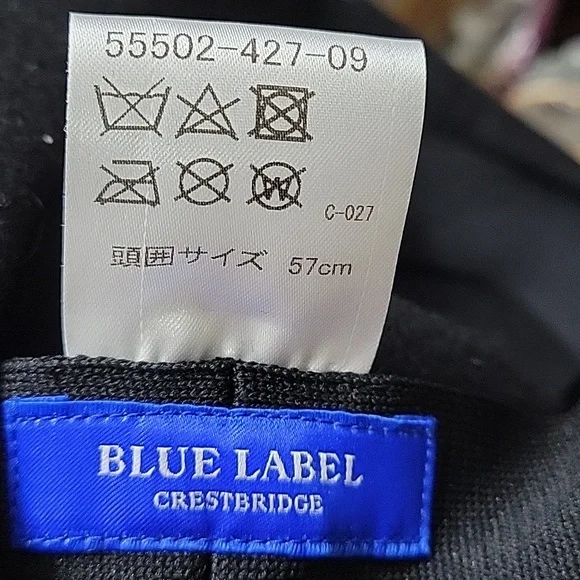 55502-427-09
C-027
頭囲サイズ 57cm
BLUE LABEL
CRESTBRIDGE